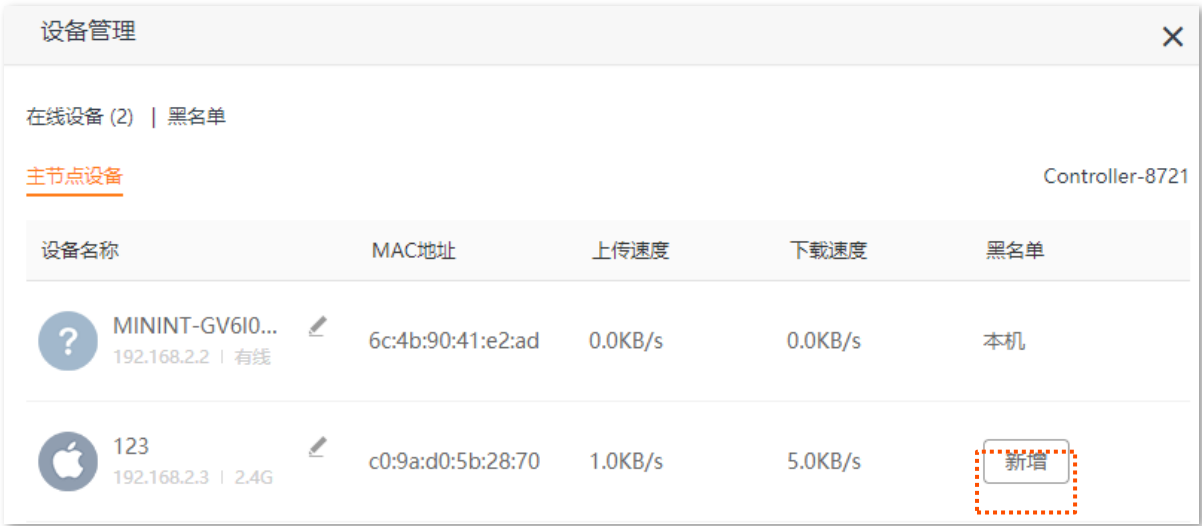 设备管理
在线设备 (2) | 黑名单
主节点设备 Controller-8721
设备名称 MAC地址 上传速度 下载速度 黑名单
MININT-GV6I0...
192.168.2.2 | 有线
6c:4b:90:41:e2:ad 0.0KB/s 0.0KB/s 本机
123
192.168.2.3 | 2.4G
c0:9a:d0:5b:28:70 1.0KB/s 5.0KB/s 新增